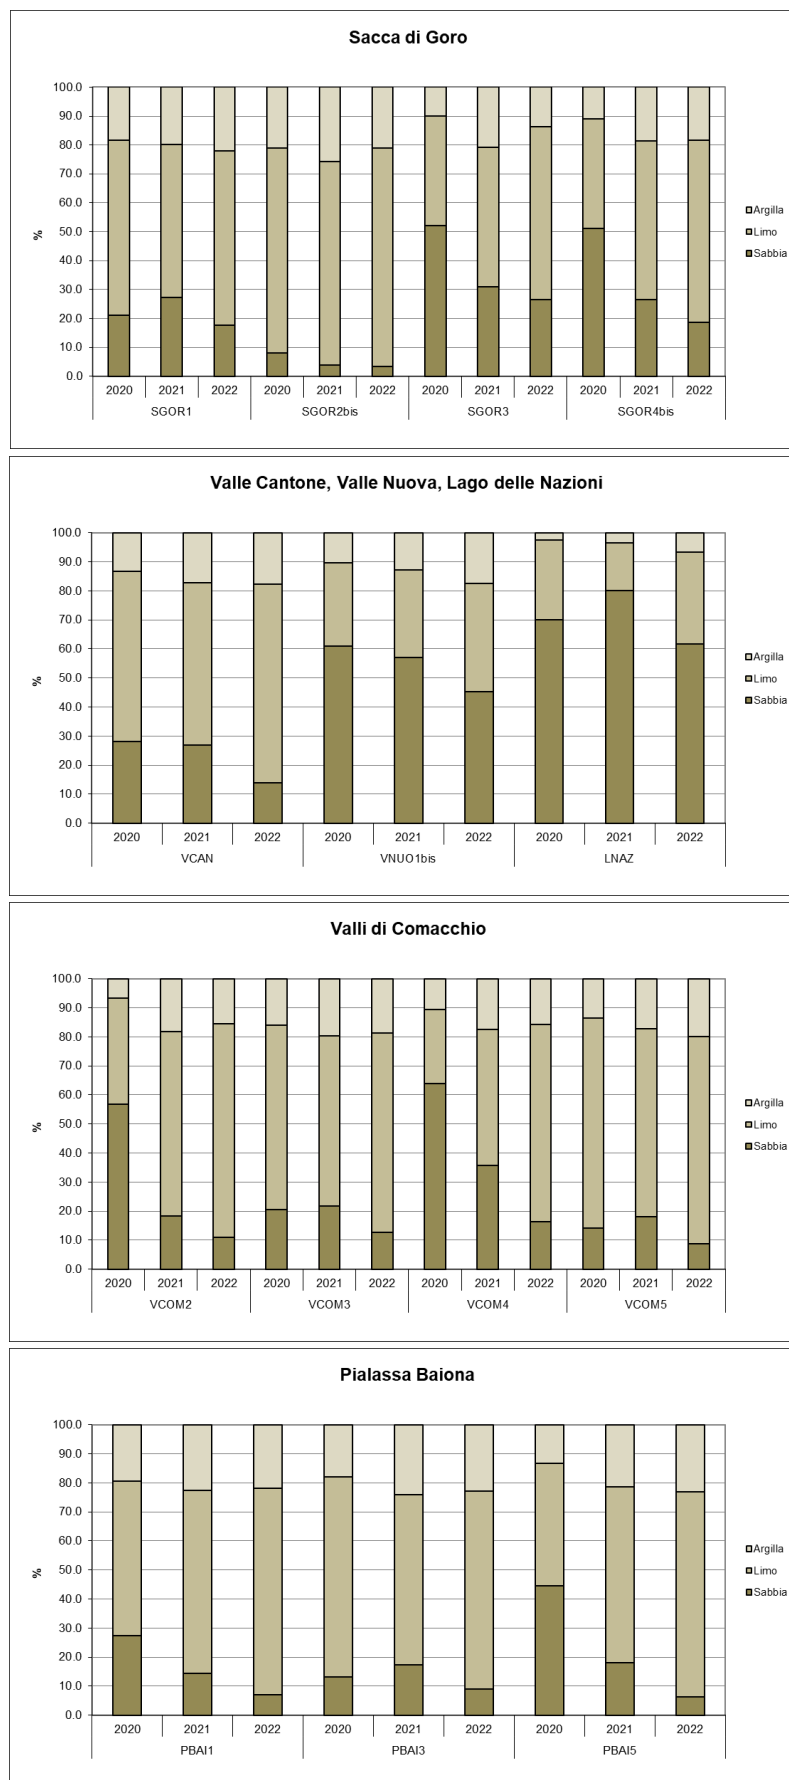 Sacca di Goro
100.0
90.0
80.0
70.0
60.0
50.0
40.0
30.0
20.0
10.0
0.0
%
2020 2021 2022 2020 2021 2022 2020 2021 2022 2020 2021 2022
SGOR1 SGOR2bis SGOR3 SGOR4bis
Argilla
Limo
Sabbia
Valle Cantone, Valle Nuova, Lago delle Nazioni
100.0
90.0
80.0
70.0
60.0
50.0
40.0
30.0
20.0
10.0
0.0
%
2020 2021 2022 2020 2021 2022 2020 2021 2022
VCAN VNUO1bis LNAZ
Argilla
Limo
Sabbia
Valli di Comacchio
100.0
90.0
80.0
70.0
60.0
50.0
40.0
30.0
20.0
10.0
0.0
%
2020 2021 2022 2020 2021 2022 2020 2021 2022 2020 2021 2022
VCOM2 VCOM3 VCOM4 VCOM5
Argilla
Limo
Sabbia
Pialassa Baiona
100.0
90.0
80.0
70.0
60.0
50.0
40.0
30.0
20.0
10.0
0.0
%
2020 2021 2022 2020 2021 2022 2020 2021 2022
PBAI1 PBAI3 PBAI5
Argilla
Limo
Sabbia